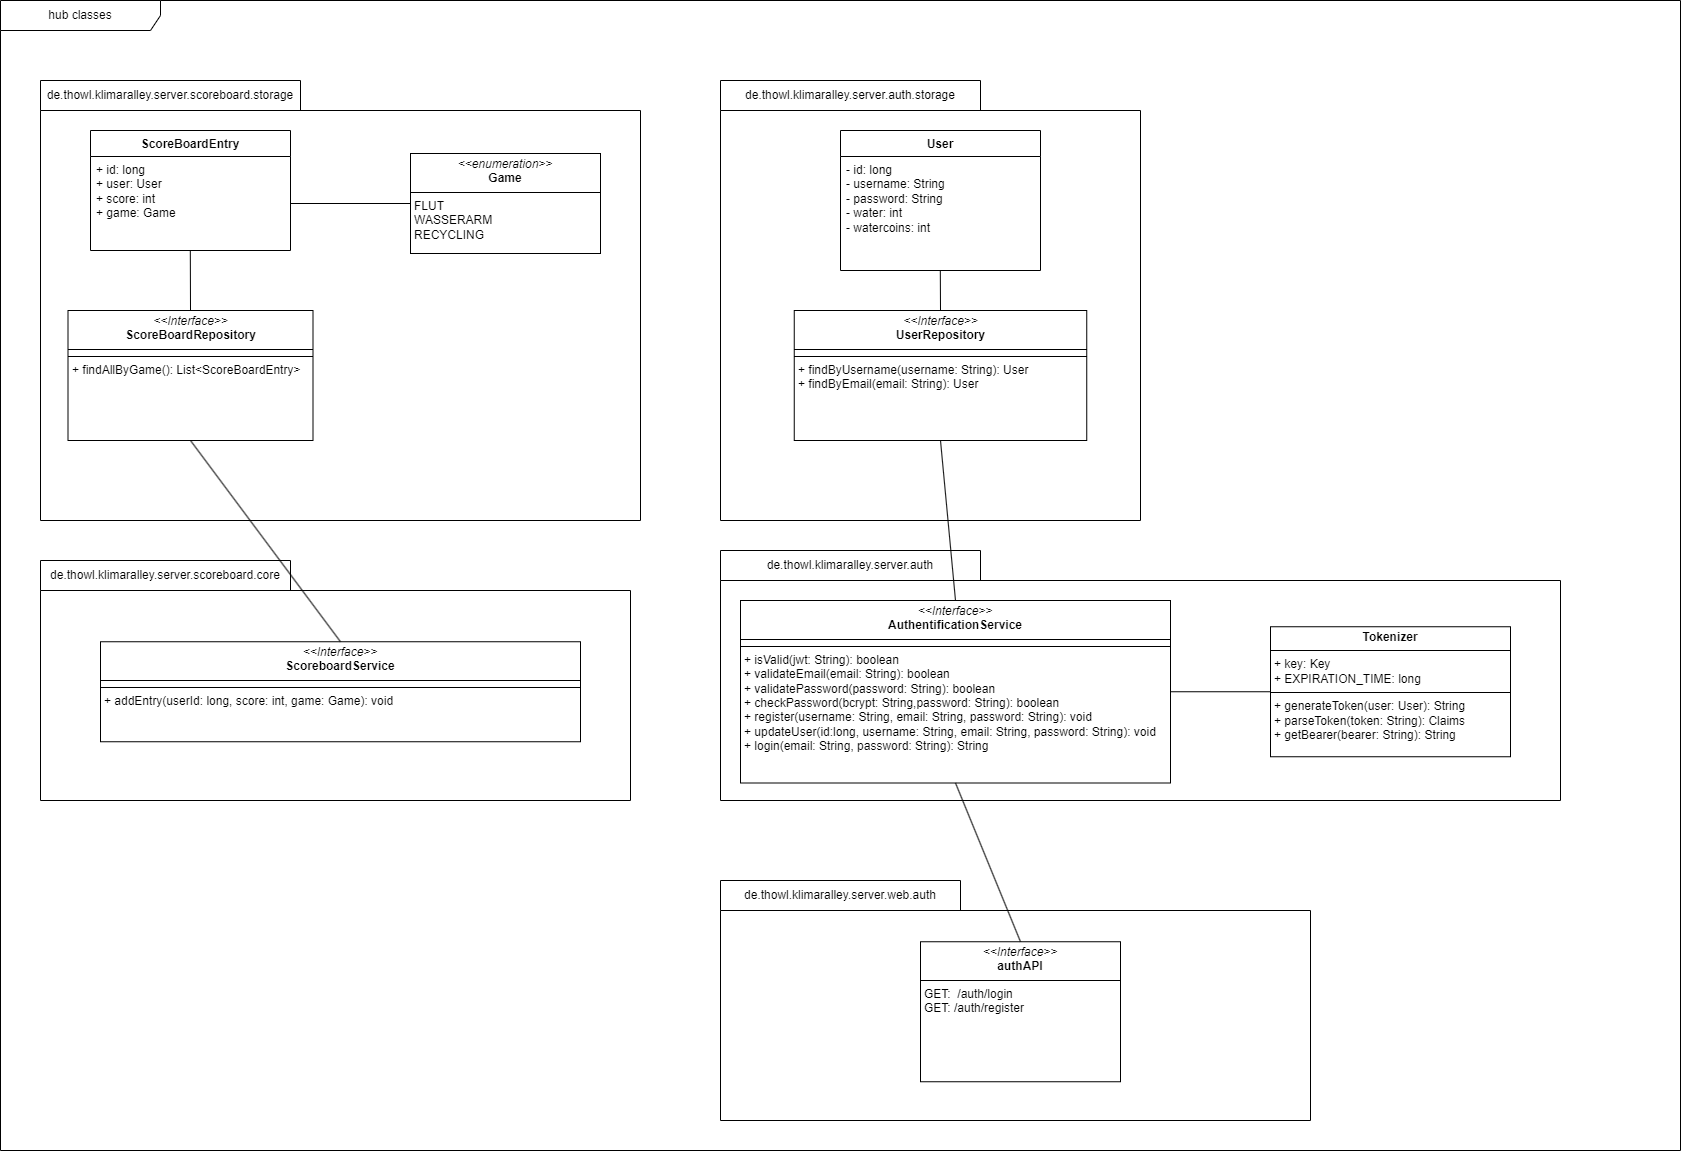 hub classes
de.thowl.klimaralley.server.scoreboard.storage
ScoreBoardEntry
+ id: long
+ user: User
+ score: int
+ game: Game
<<enumeration>>
Game
FLUT
WASSERARM
RECYCLING
<<Interface>>
ScoreBoardRepository
+ findAllByGame(): List<ScoreBoardEntry>
de.thowl.klimaralley.server.auth.storage
User
- id: long
- username: String
- password: String
- water: int
- watercoins: int
<<Interface>>
UserRepository
+ findByUsername(username: String): User
+ findByEmail(email: String): User
de.thowl.klimaralley.server.scoreboard.core
<<Interface>>
ScoreboardService
+ addEntry(userId: long, score: int, game: Game): void
de.thowl.klimaralley.server.auth
<<Interface>>
AuthentificationService
+ isValid(jwt: String): boolean
+ validateEmail(email: String): boolean
+ validatePassword(password: String): boolean
+ checkPassword(bcrypt: String,password: String): boolean
+ register(username: String, email: String, password: String): void
+ updateUser(id:long, username: String, email: String, password: String): void
+ login(email: String, password: String): String
Tokenizer
+ key: Key
+ EXPIRATION_TIME: long
+ generateToken(user: User): String
+ parseToken(token: String): Claims
+ getBearer(bearer: String): String
de.thowl.klimaralley.server.web.auth
<<Interface>>
authAPI
GET:  /auth/login
GET: /auth/register